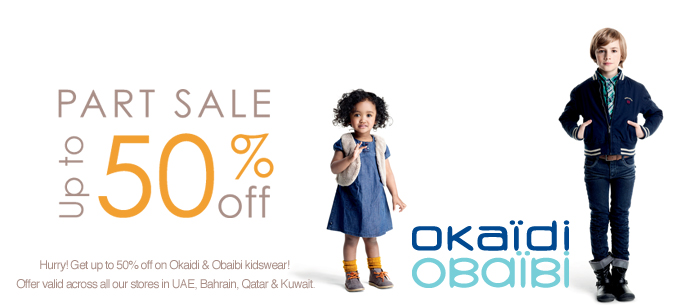 PART SALE
up to
50%
off
Hurry! Get up to 50% off on Okaidi & Obaibi kidswear!
Offer valid across all our stores in UAE, Bahrain, Qatar & Kuwait.
oKaïdi
oBaïBi